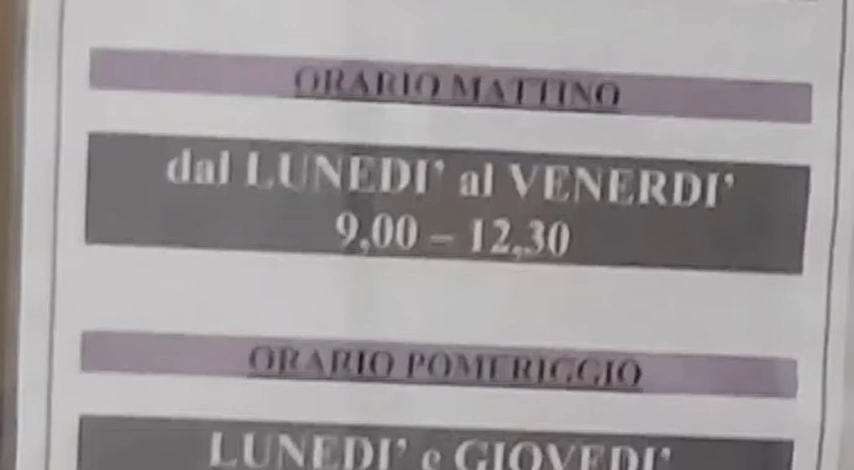 ORARIO MATTINO
dal LUNEDI' al VENERDI'
9,00 – 12,30
ORARIO POMERIGGIO
LUNEDI' e GIOVEDI'